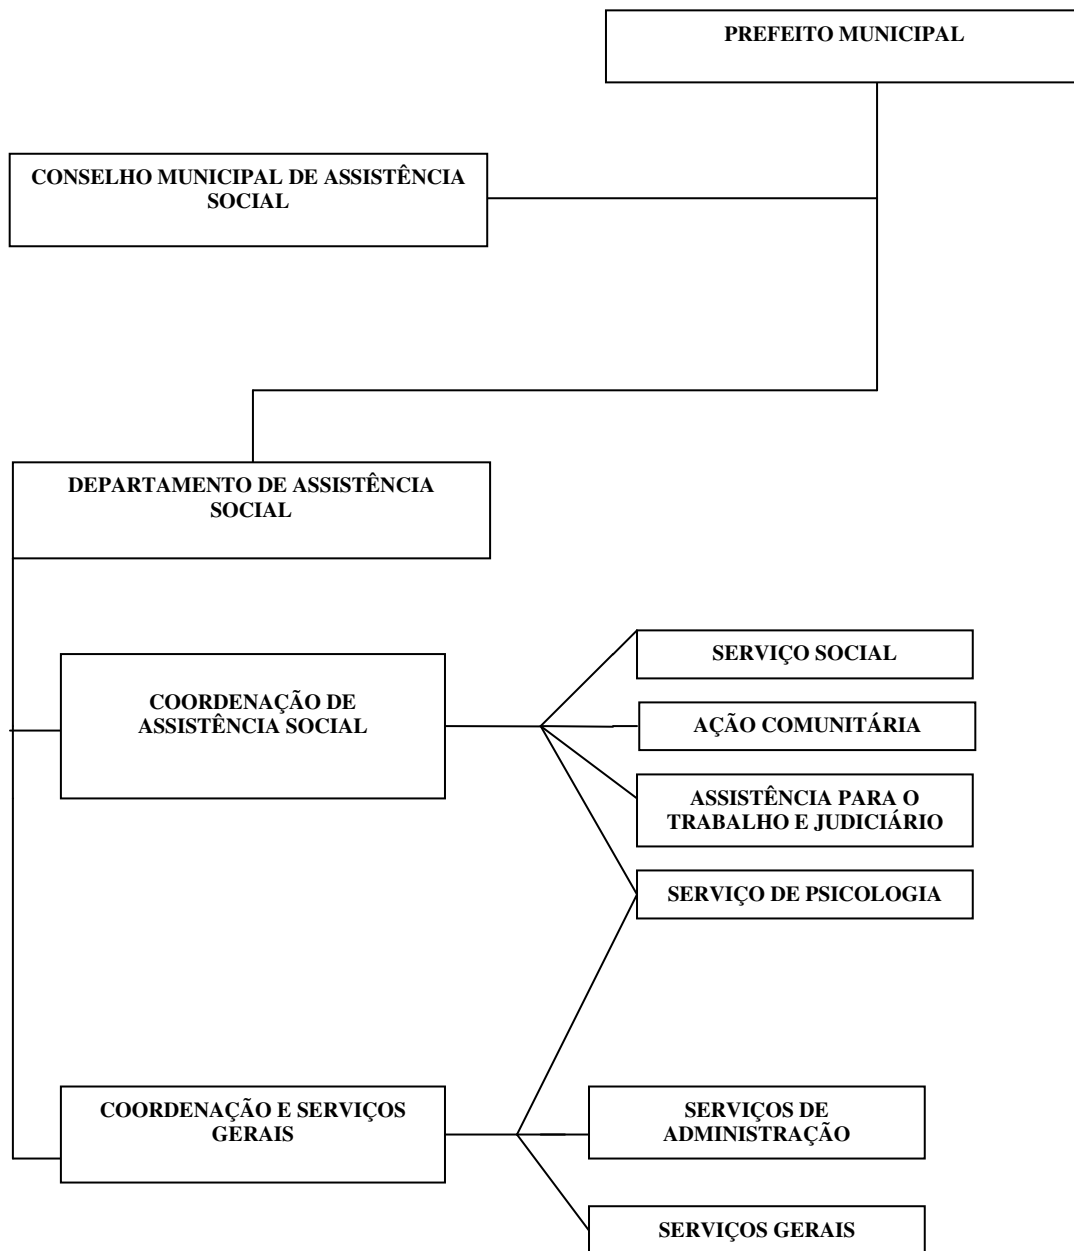 PREFEITO MUNICIPAL
CONSELHO MUNICIPAL DE ASSISTÊNCIA
SOCIAL
DEPARTAMENTO DE ASSISTÊNCIA
SOCIAL
COORDENAÇÃO DE
ASSISTÊNCIA SOCIAL
SERVIÇO SOCIAL
AÇÃO COMUNITÁRIA
ASSISTÊNCIA PARA O
TRABALHO E JUDICIÁRIO
SERVIÇO DE PSICOLOGIA
COORDENAÇÃO E SERVIÇOS
GERAIS
SERVIÇOS DE
ADMINISTRAÇÃO
SERVIÇOS GERAIS